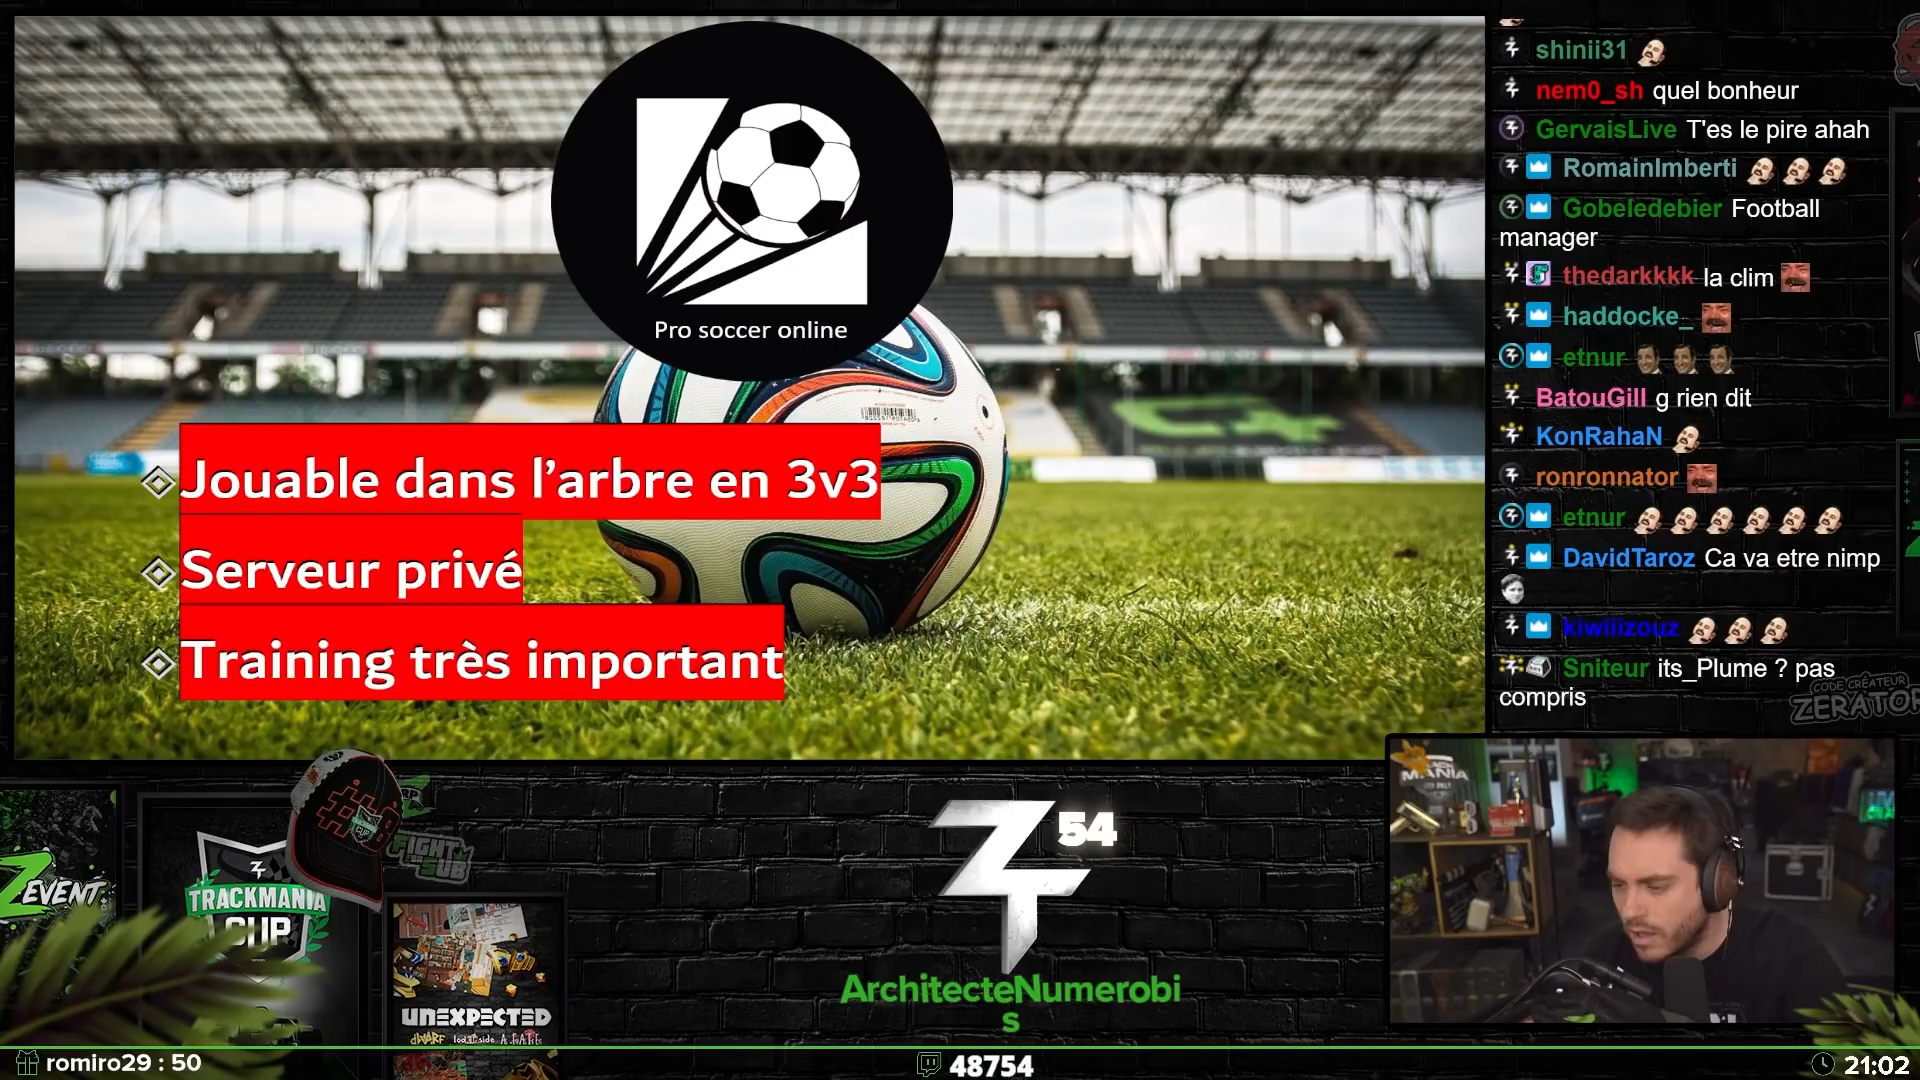 Pro soccer online
Jouable dans l’arbre en 3v3
Serveur privé
Training très important
shinii31
nem0_sh quel bonheur
GervaisLive T'es le pire ahah
RomainImberti
Gobeledebier Football
manager
thedarkkkk la clim
haddocke_
etnur
BatouGill g rien dit
KonRahaN
ronronnator
etnur
DavidTaroz Ca va etre nimp
kiwiiizouz
Sniteur its_Plume ? pas
compris
CODE CRÉATEUR
ZERATOR
ZEVENT
TRACKMANIA
CUP
FIGHT
SUB
UNEXPECTED
54
ArchitecteNumerobi
s
MANIA
romiro29 : 50
48754
21:02